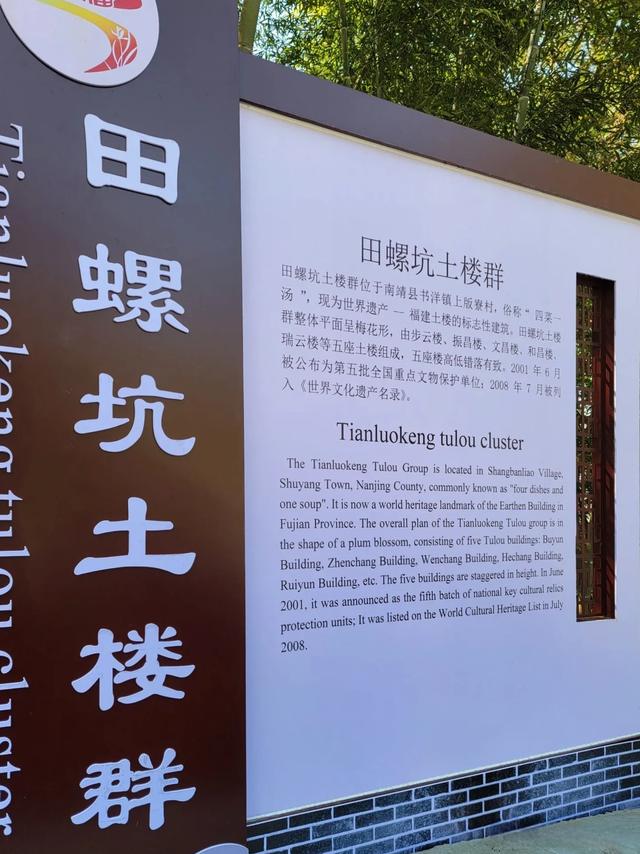 田螺坑土楼群
Tianluokeng tulou cluster
田螺坑土楼群
田螺坑土楼群位于南靖县书洋镇上版寮村，俗称“ 四菜一
汤 ”，现为世界遗产 — 福建土楼的标志性建筑。田螺坑土楼
群整体平面呈梅花形，由步云楼、振昌楼、文昌楼、和昌楼、
瑞云楼等五座土楼组成，五座楼高低错落有致。2001 年 6 月
被公布为第五批全国重点文物保护单位；2008 年 7 月被列
入《世界文化遗产名录》。
Tianluokeng tulou cluster
The Tianluokeng Tulou Group is located in Shangbanliao Village,
Shuyang Town, Nanjing County, commonly known as "four dishes and
one soup". It is now a world heritage landmark of the Earthen Building in
Fujian Province. The overall plan of the Tianluokeng Tulou group is in
the shape of a plum blossom, consisting of five Tulou buildings: Buyun
Building, Zhenchang Building, Wenchang Building, Hechang Building,
Ruiyun Building, etc. The five buildings are staggered in height. In June
2001, it was announced as the fifth batch of national key cultural relics
protection units; It was listed on the World Cultural Heritage List in July
2008.